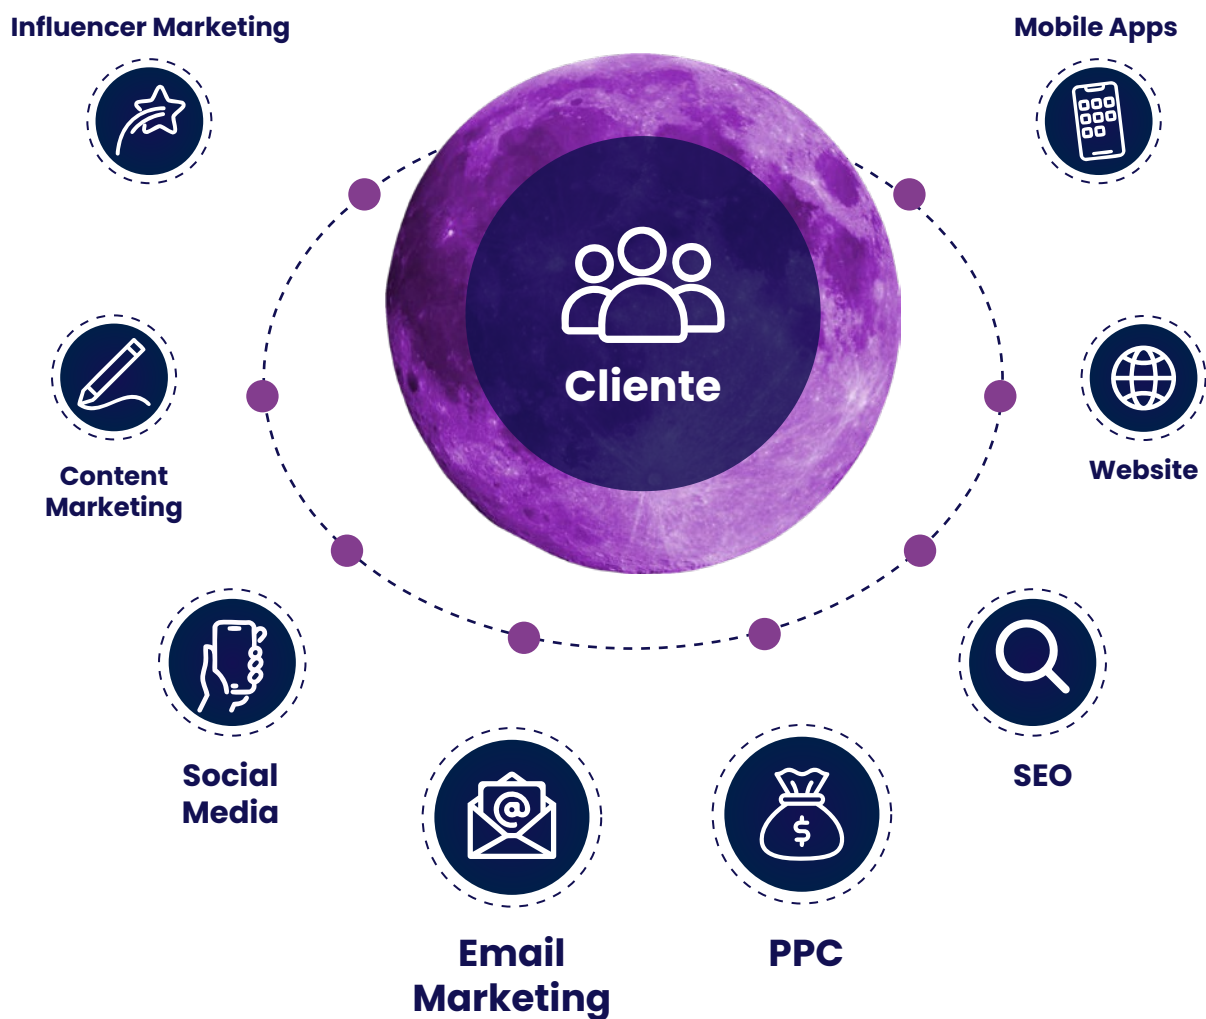 Influencer Marketing
Mobile Apps
Cliente
Content
Marketing
Website
Social
Media
SEO
Email
Marketing
PPC